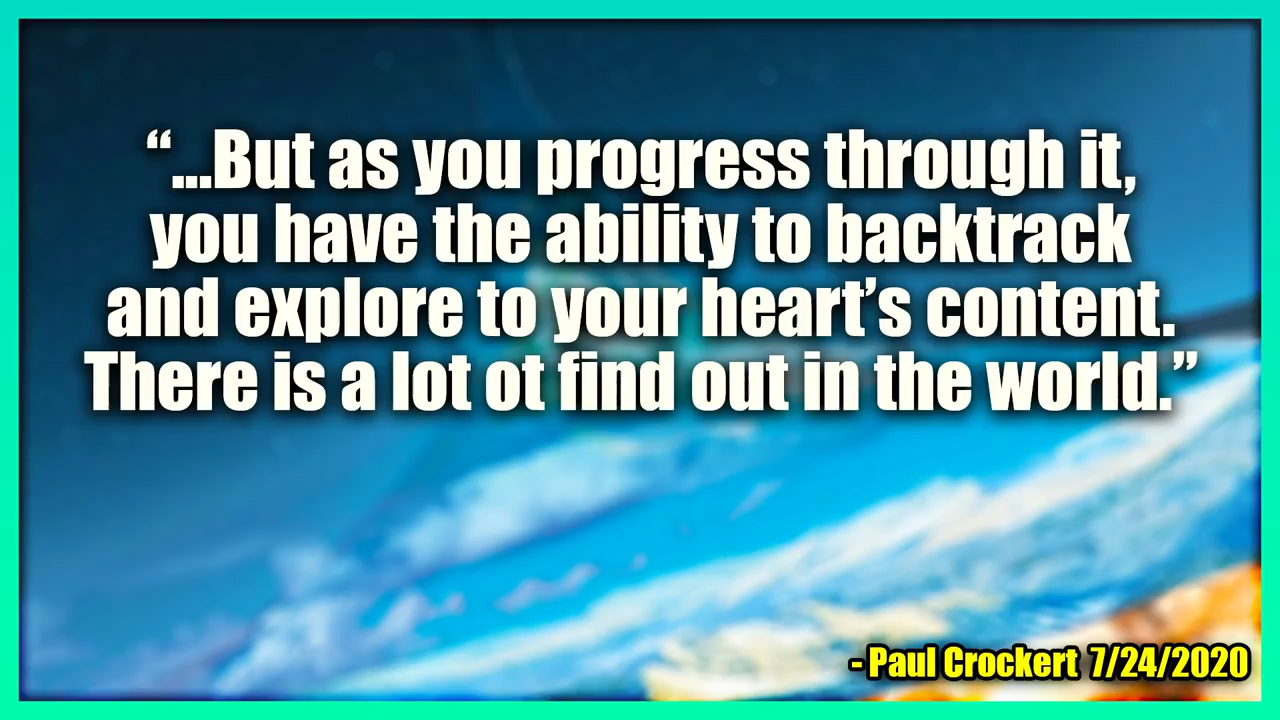 “...But as you progress through it,
you have the ability to backtrack
and explore to your heart’s content.
There is a lot ot find out in the world.”
- Paul Crockert 7/24/2020